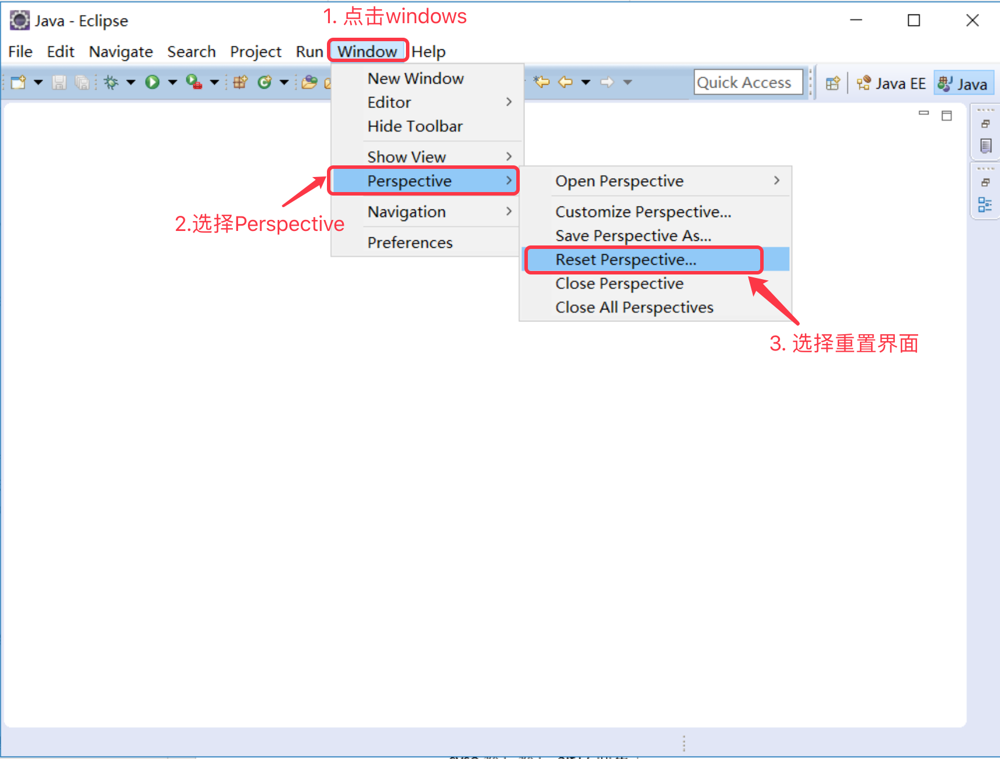 1. 点击windows
Java - Eclipse
File Edit Navigate Search Project Run Window Help
Quick Access
Java EE
Java
New Window
Editor
Hide Toolbar
Show View
Perspective
Navigation
Preferences
2.选择Perspective
Open Perspective
Customize Perspective...
Save Perspective As...
Reset Perspective...
Close Perspective
Close All Perspectives
3. 选择重置界面